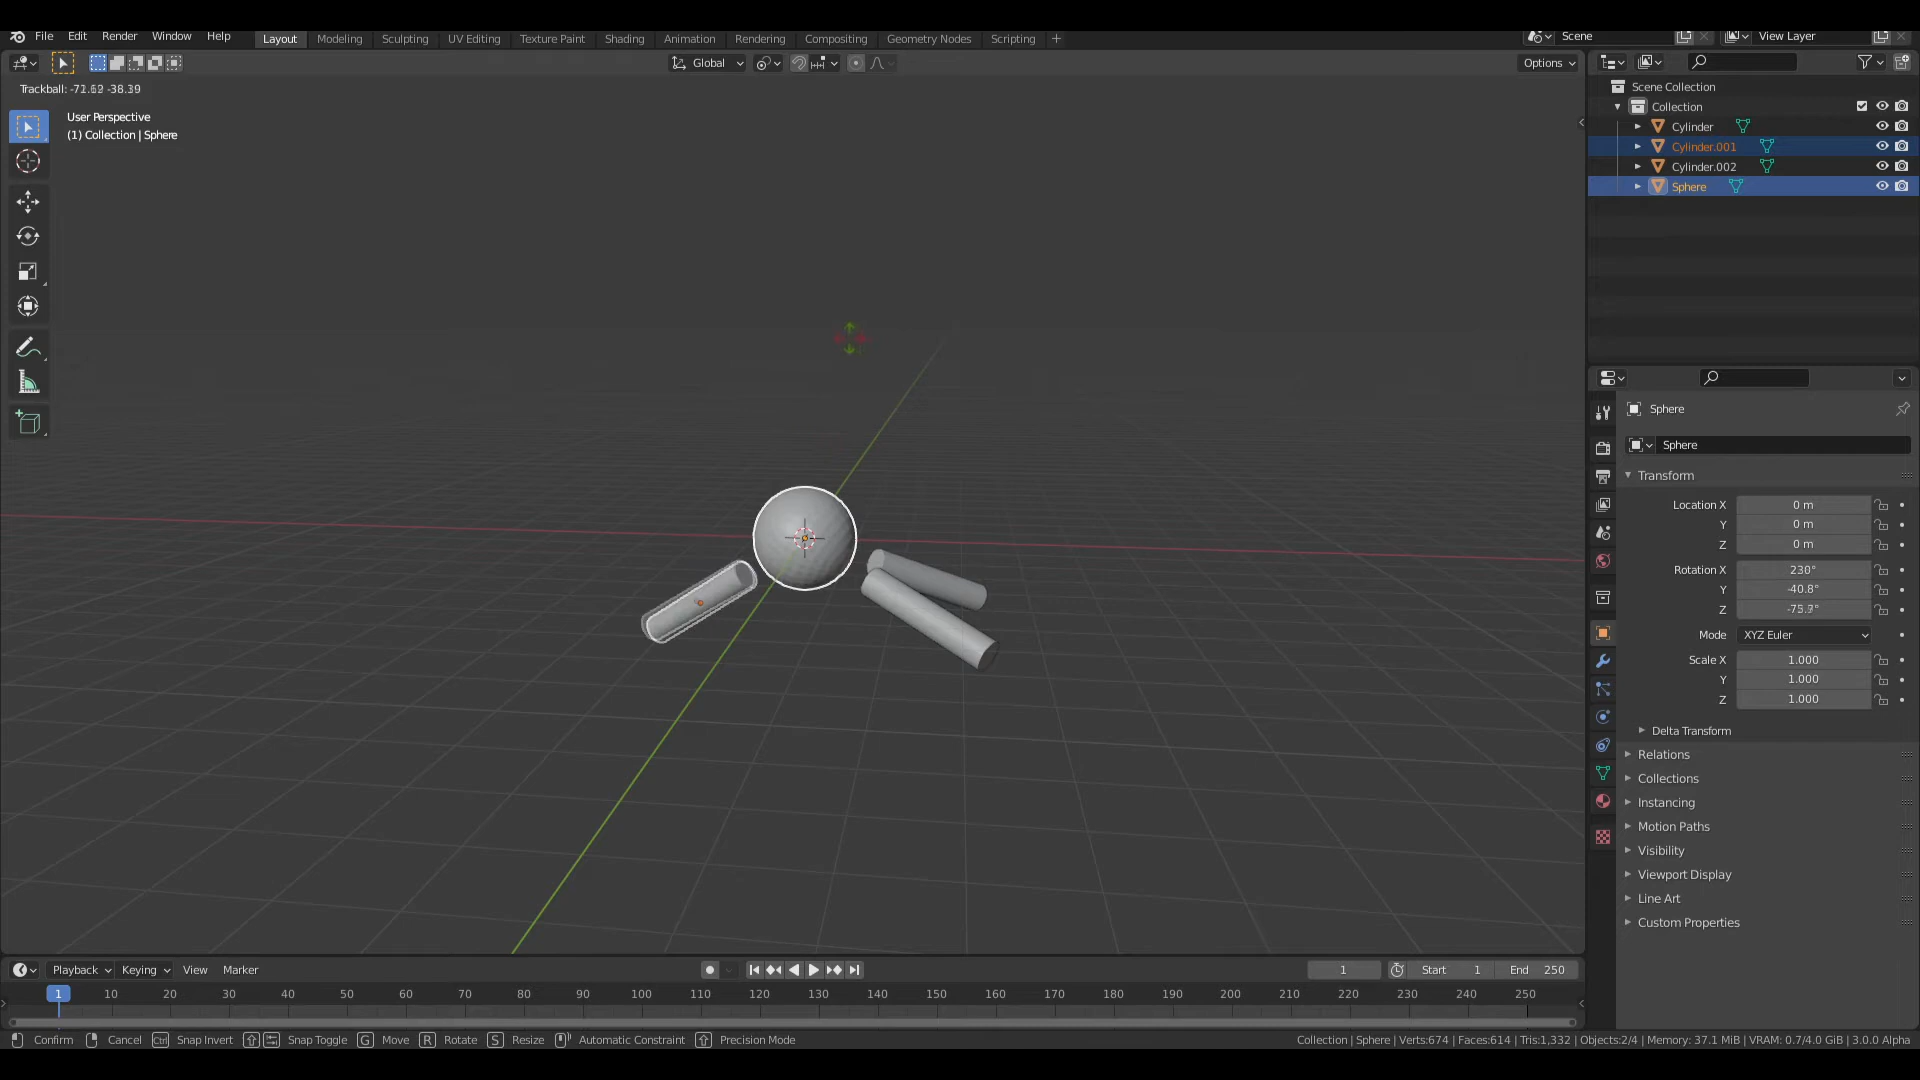 File Edit Render Window Help Layout Modeling Sculpting UV Editing Texture Paint Shading Animation Rendering Compositing Geometry Nodes Scripting + Scene View Layer
Global Options
Trackball: -38.39
User Perspective
(1) Collection | Sphere
Scene Collection
Collection
Cylinder
Cylinder.001
Cylinder.002
Sphere
Sphere
Sphere
Transform
Location X 0 m
Y 0 m
Z 0 m
Rotation X 230°
Y -40.8°
Z
Mode XYZ Euler
Scale X 1.000
Y 1.000
Z 1.000
Delta Transform
Relations
Collections
Instancing
Motion Paths
Visibility
Viewport Display
Line Art
Custom Properties
Playback Keying View Marker 1 Start 1 End 250
1 10 20 30 40 50 60 70 80 90 100 110 120 130 140 150 160 170 180 190 200 210 220 230 240 250
Confirm Cancel Ctrl Snap Invert Snap Toggle G Move R Rotate S Resize Automatic Constraint Precision Mode Collection | Sphere | Verts:674 | Faces:614 | Tris:1,332 | Objects:2/4 | Memory: 37.1 MiB | VRAM: 0.7/4.0 GiB | 3.0.0 Alpha